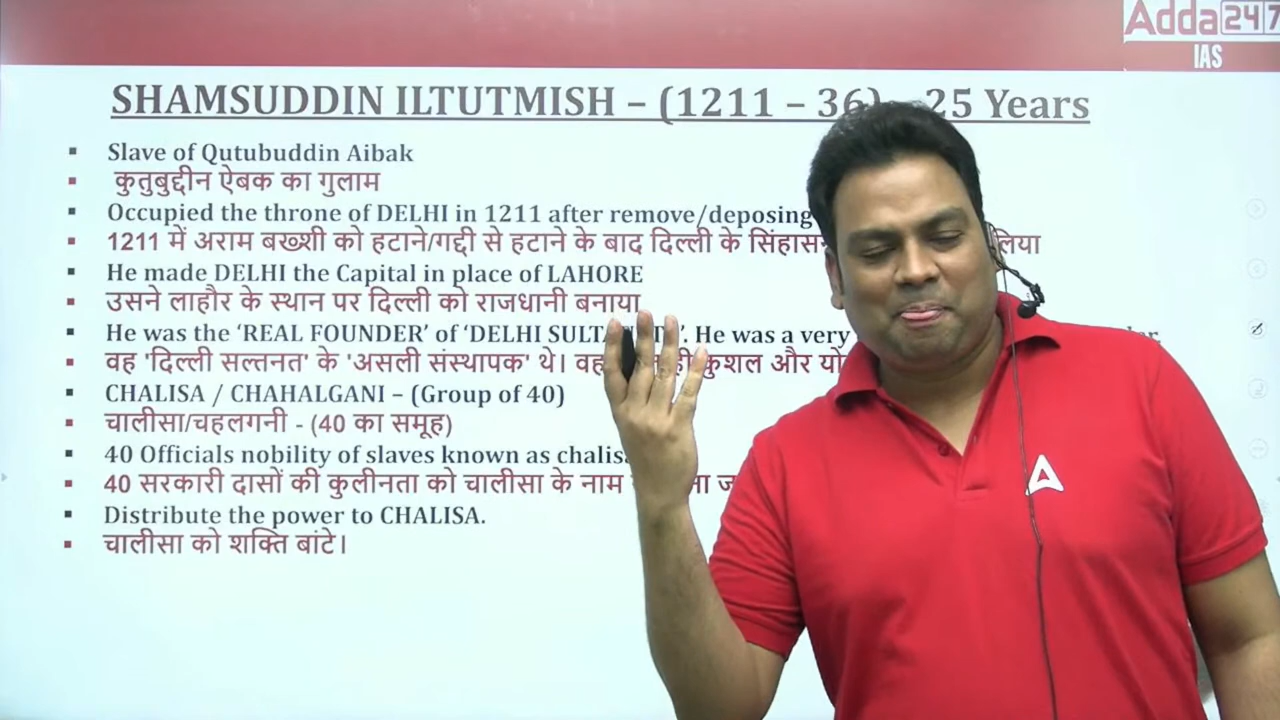 Adda247
IAS
SHAMSUDDIN ILTUTMISH – (1211 – 36) 25 Years
Slave of Qutubuddin Aibak
कुतुबुद्दीन ऐबक का गुलाम
Occupied the throne of DELHI in 1211 after remove/deposing
1211 में अराम बख्शी को हटाने/गद्दी से हटाने के बाद दिल्ली के लिया
He made DELHI the Capital in place of LAHORE
उसने लाहौर के स्थान पर दिल्ली को राजधानी बनाया
He was the ‘REAL FOUNDER’ of ‘DELHI . He was a very
वह 'दिल्ली सल्तनत' के 'असली संस्थापक' थे। वह कुशल और
CHALISA / CHAHALGANI – (Group of 40)
चालीसा/चहलगनी - (40 का समूह)
40 Officials nobility of slaves known as
40 सरकारी दासों की कुलीनता को चालीसा के नाम
Distribute the power to CHALISA.
चालीसा को शक्ति बांटे।